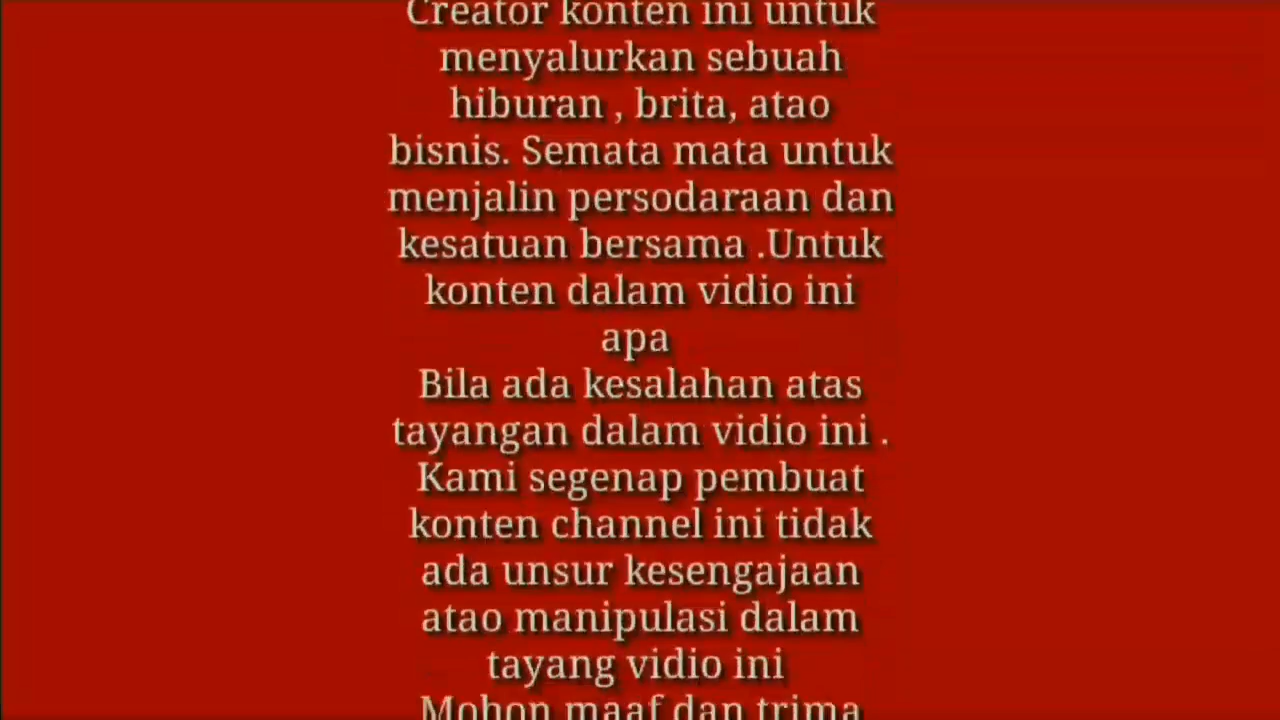 Creator konten ini untuk
menyalurkan sebuah
hiburan , brita, atao
bisnis. Semata mata untuk
menjalin persodaraan dan
kesatuan bersama .Untuk
konten dalam vidio ini
apa
Bila ada kesalahan atas
tayangan dalam vidio ini .
Kami segenap pembuat
konten channel ini tidak
ada unsur kesengajaan
atao manipulasi dalam
tayang vidio ini
Mohon maaf dan trima